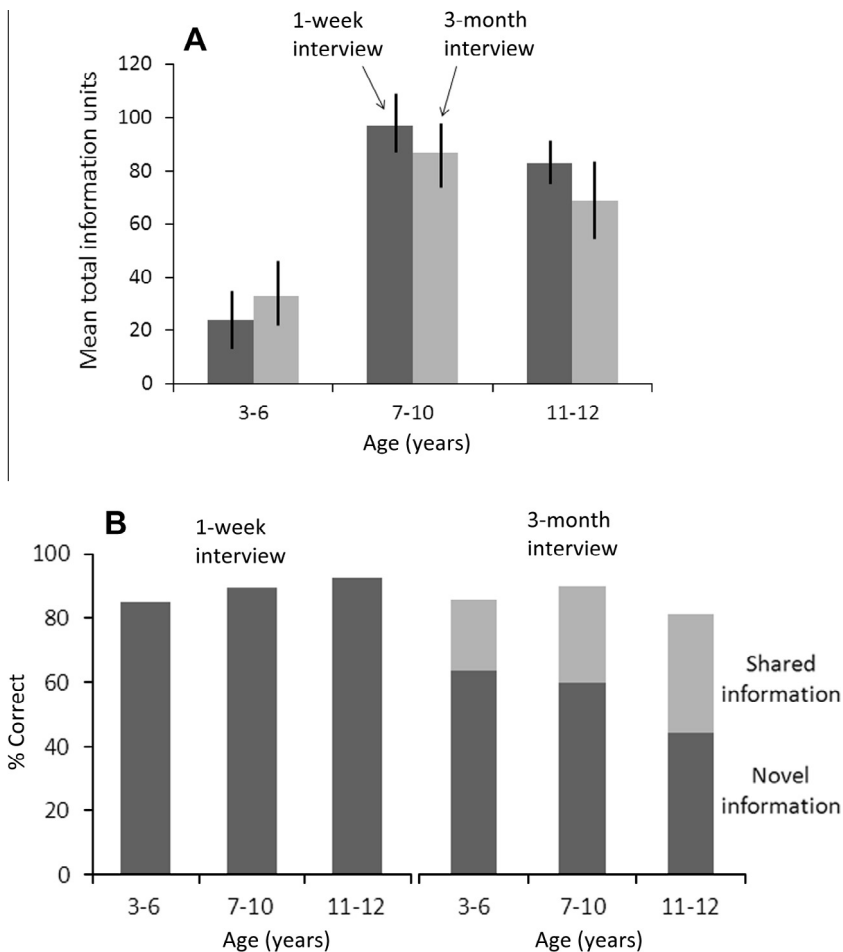 A
1-week
interview
3-month
interview
Mean total information units
120
100
80
60
40
20
0
3-6
7-10
11-12
Age (years)
B
1-week
interview
3-month
interview
% Correct
100
80
60
40
20
0
Shared
information
Novel
information
3-6
7-10
11-12
3-6
7-10
11-12
Age (years)
Age (years)